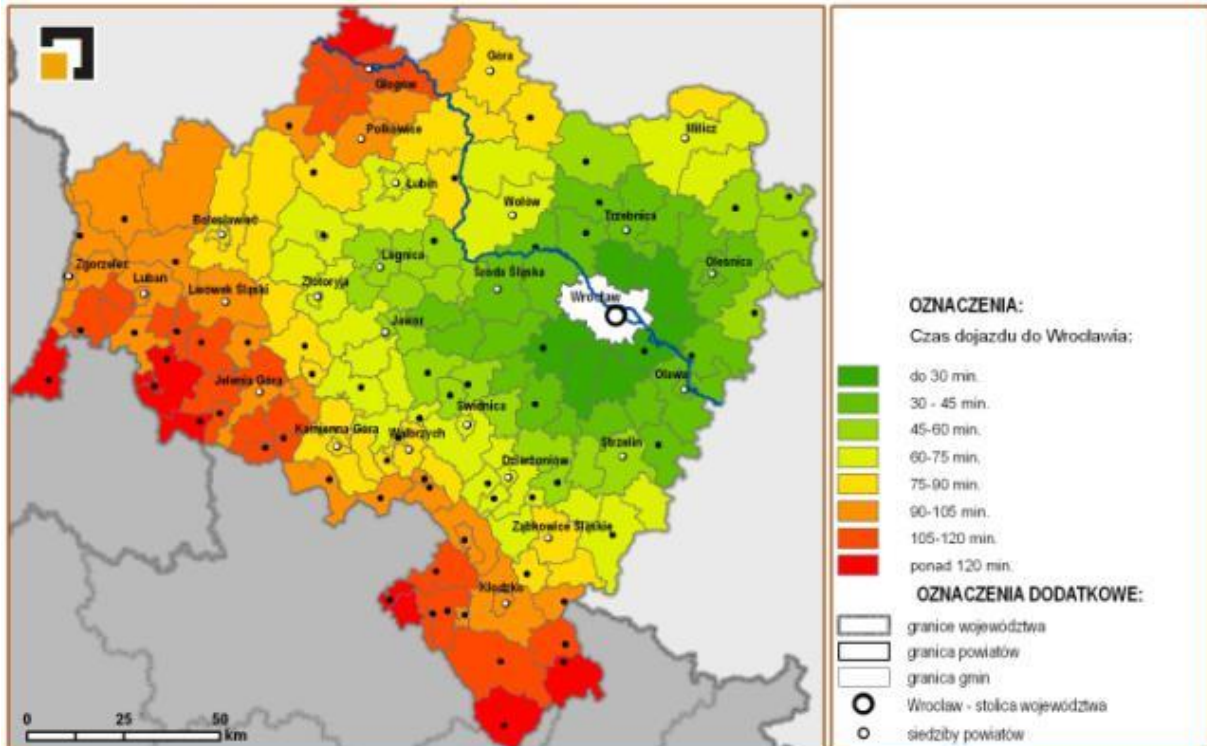 Góra
Głogów
Polkowice
Milicz
Lubin
Wołów
Trzebnica
Bolesławiec
Legnica
Oleśnica
Środa Śląska
Zgorzelec
Lubań
Złotoryja
Lwówek Śląski
Wrocław
Jawor
Oława
Jelenia Góra
Świdnica
Kamienna Góra
Wałbrzych
Strzelin
Dzierżoniów
Ząbkowice Śląskie
Kłodzko
0 25 50
km
OZNACZENIA:
Czas dojazdu do Wrocławia:
do 30 min.
30 - 45 min.
45-60 min.
60-75 min.
75-90 min.
90-105 min.
105-120 min.
ponad 120 min.
OZNACZENIA DODATKOWE:
granice województwa
granica powiatów
granica gmin
Wrocław - stolica województwa
siedziby powiatów